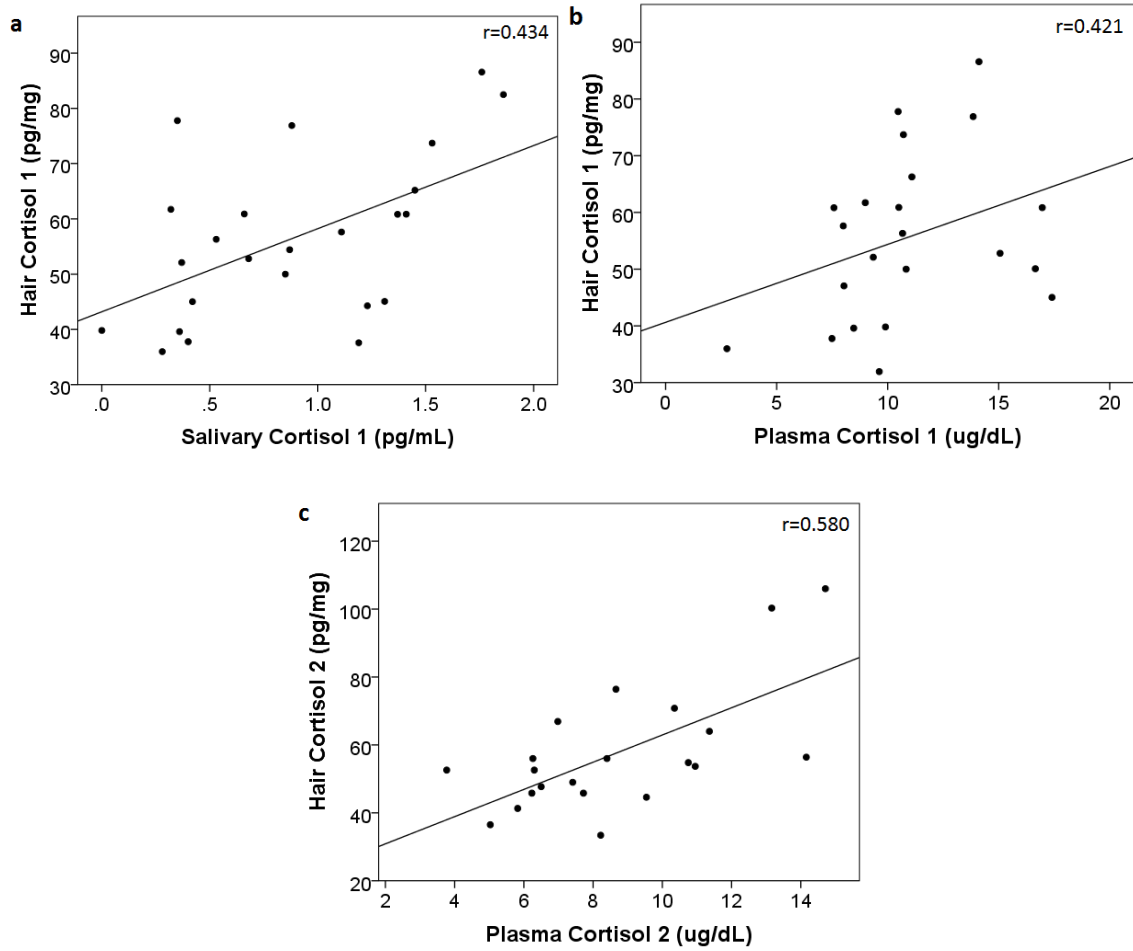 a
r=0.434
Hair Cortisol 1 (pg/mg)
90
80
70
60
50
40
30
.0 .5 1.0 1.5 2.0
Salivary Cortisol 1 (pg/mL)
b
r=0.421
Hair Cortisol 1 (pg/mg)
90
80
70
60
50
40
30
0 5 10 15 20
Plasma Cortisol 1 (ug/dL)
c
r=0.580
Hair Cortisol 2 (pg/mg)
120
100
80
60
40
20
2 4 6 8 10 12 14
Plasma Cortisol 2 (ug/dL)